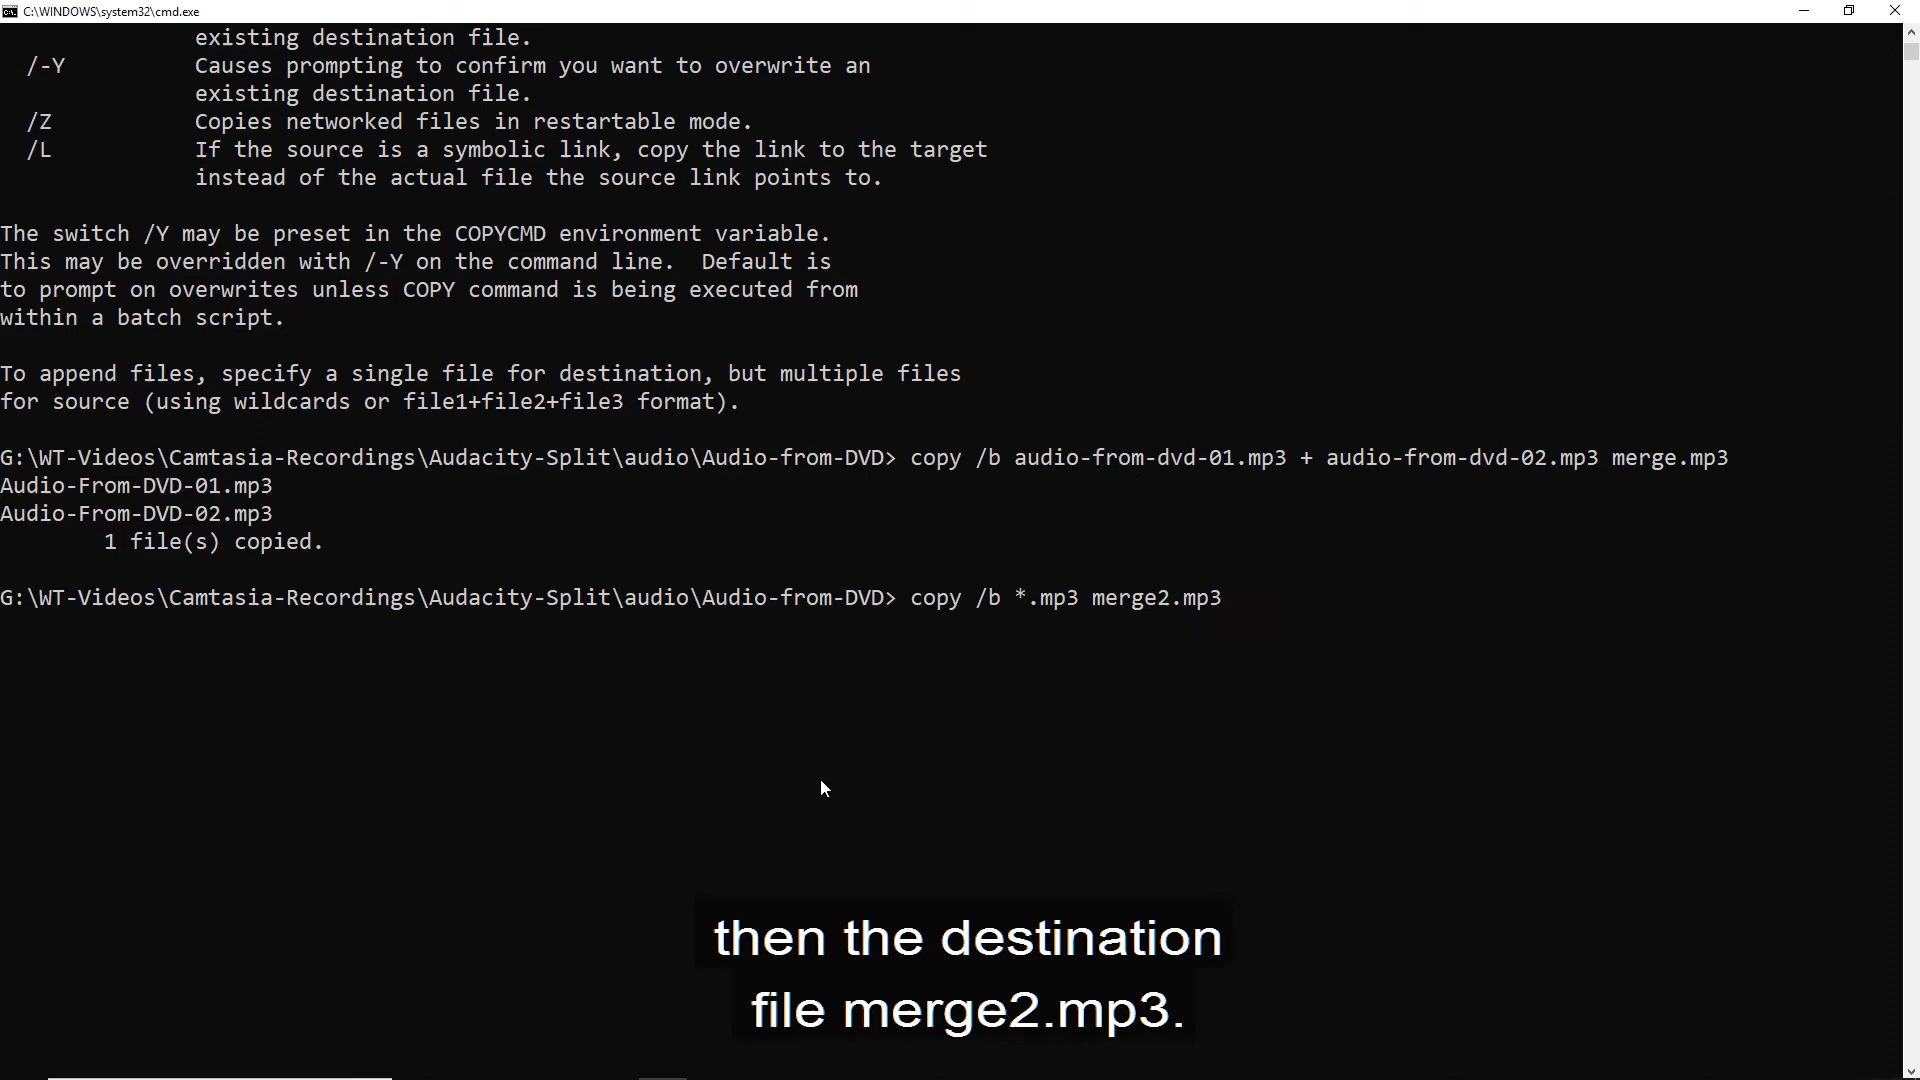 C:\WINDOWS\system32\cmd.exe
existing destination file.
/-Y Causes prompting to confirm you want to overwrite an
existing destination file.
/Z Copies networked files in restartable mode.
/L If the source is a symbolic link, copy the link to the target
instead of the actual file the source link points to.
The switch /Y may be preset in the COPYCMD environment variable.
This may be overridden with /-Y on the command line. Default is
to prompt on overwrites unless COPY command is being executed from
within a batch script.
To append files, specify a single file for destination, but multiple files
for source (using wildcards or file1+file2+file3 format).
G:\WT-Videos\Camtasia-Recordings\Audacity-Split\audio\Audio-from-DVD> copy /b audio-from-dvd-01.mp3 + audio-from-dvd-02.mp3 merge.mp3
Audio-From-DVD-01.mp3
Audio-From-DVD-02.mp3
1 file(s) copied.
G:\WT-Videos\Camtasia-Recordings\Audacity-Split\audio\Audio-from-DVD> copy /b *.mp3 merge2.mp3
then the destination
file merge2.mp3.